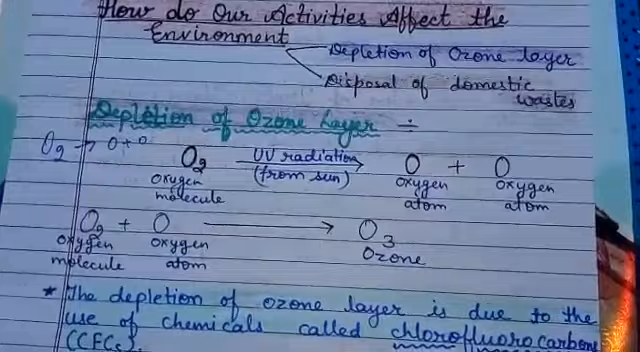 How do Our Activities Affect the
Environment
Depletion of Ozone layer
Disposal of domestic
wastes
Depletion of Ozone Layer :-
O2 → O + O
O2 UV radiation (from sun) → O + O
oxygen molecule oxygen atom oxygen atom
O2 + O → O3
oxygen molecule oxygen atom Ozone
* The depletion of ozone layer is due to the
use of chemicals called chlorofluorocarbons
(CFCs).